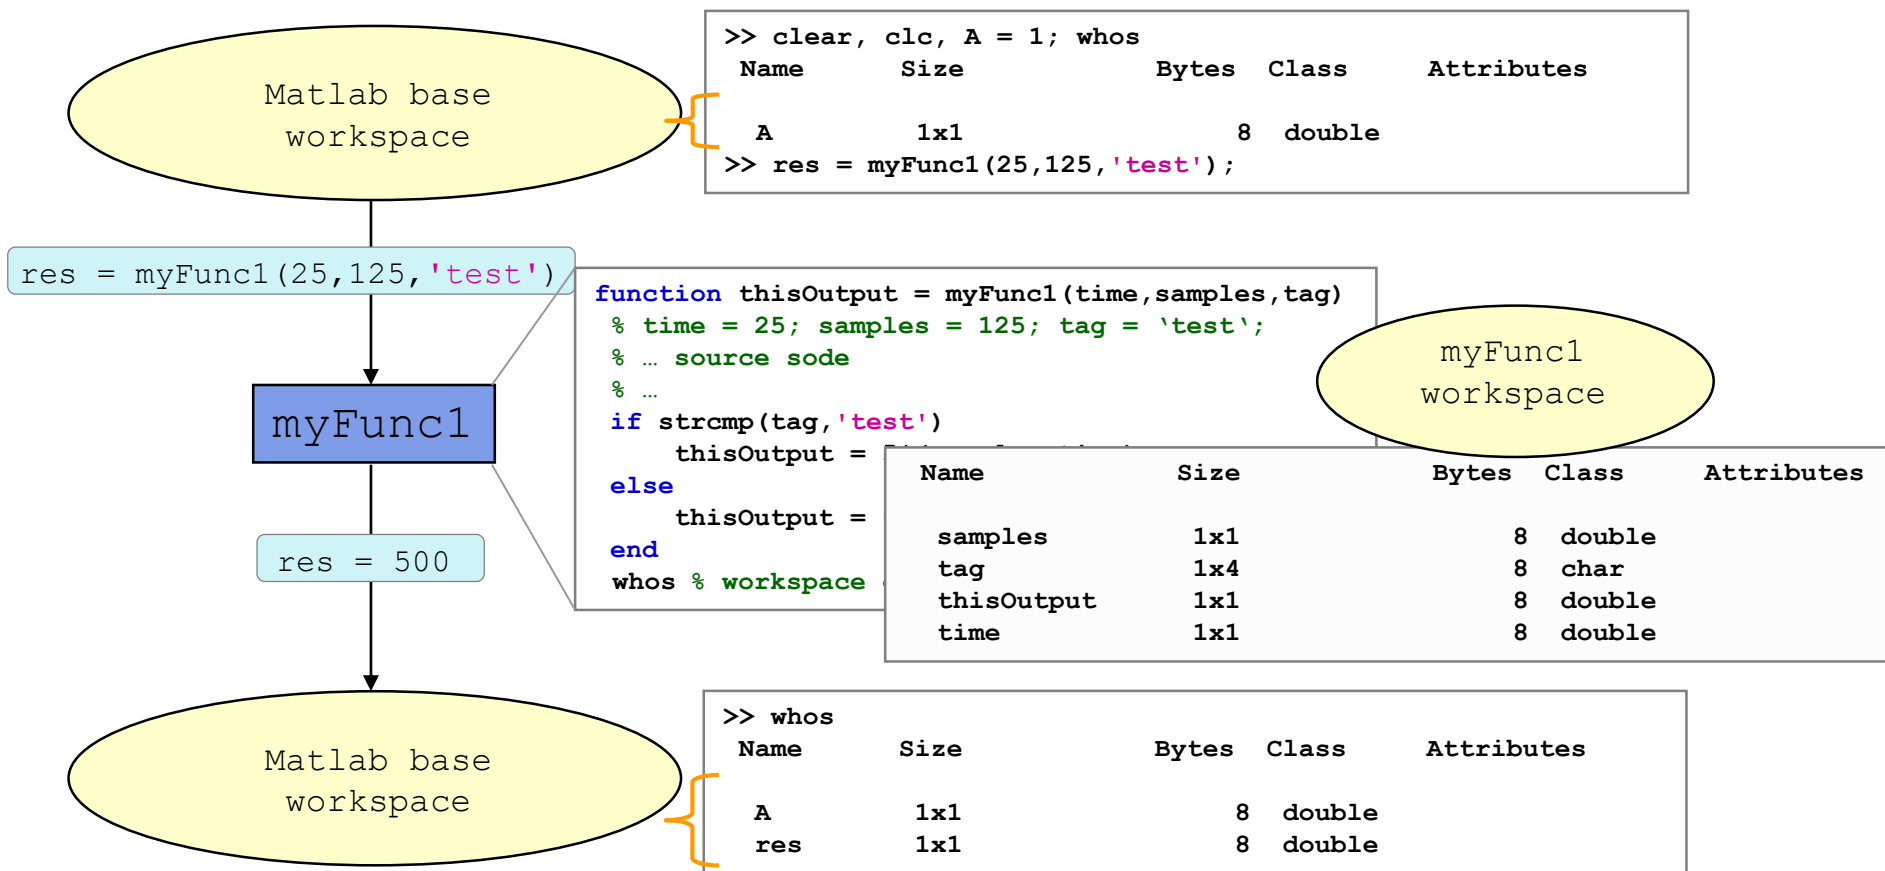 Matlab base
workspace
>> clear, clc, A = 1; whos
Name Size Bytes Class Attributes
A 1x1 8 double
>> res = myFunc1(25,125,'test');
res = myFunc1(25,125,'test')
function thisOutput = myFunc1(time,samples,tag)
% time = 25; samples = 125; tag = ‘test‘;
% … source sode
% …
if strcmp(tag,'test')
thisOutput =
else
thisOutput =
end
whos % workspace
myFunc1
myFunc1
workspace
Name Size Bytes Class Attributes
samples 1x1 8 double
tag 1x4 8 char
thisOutput 1x1 8 double
time 1x1 8 double
res = 500
Matlab base
workspace
>> whos
Name Size Bytes Class Attributes
A 1x1 8 double
res 1x1 8 double